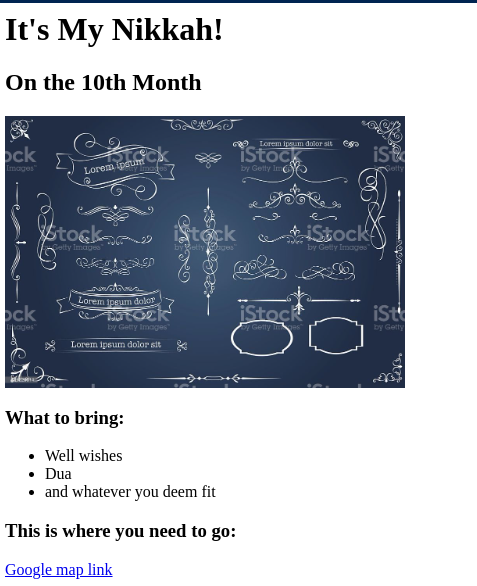 It's My Nikkah!
On the 10th Month
Lorem ipsum
Lorem ipsum dolor sit
iStock
iStock
iStock
by Getty Images
by Getty Images
iStock
iStock
iStock
by Getty Images
by Getty Images
by Getty Images
Lorem ipsum dolor
iStock
iStock
iStock
by Getty Images
by Getty Images
Lorem ipsum dolor sit
What to bring:
Well wishes
Dua
and whatever you deem fit
This is where you need to go:
Google map link